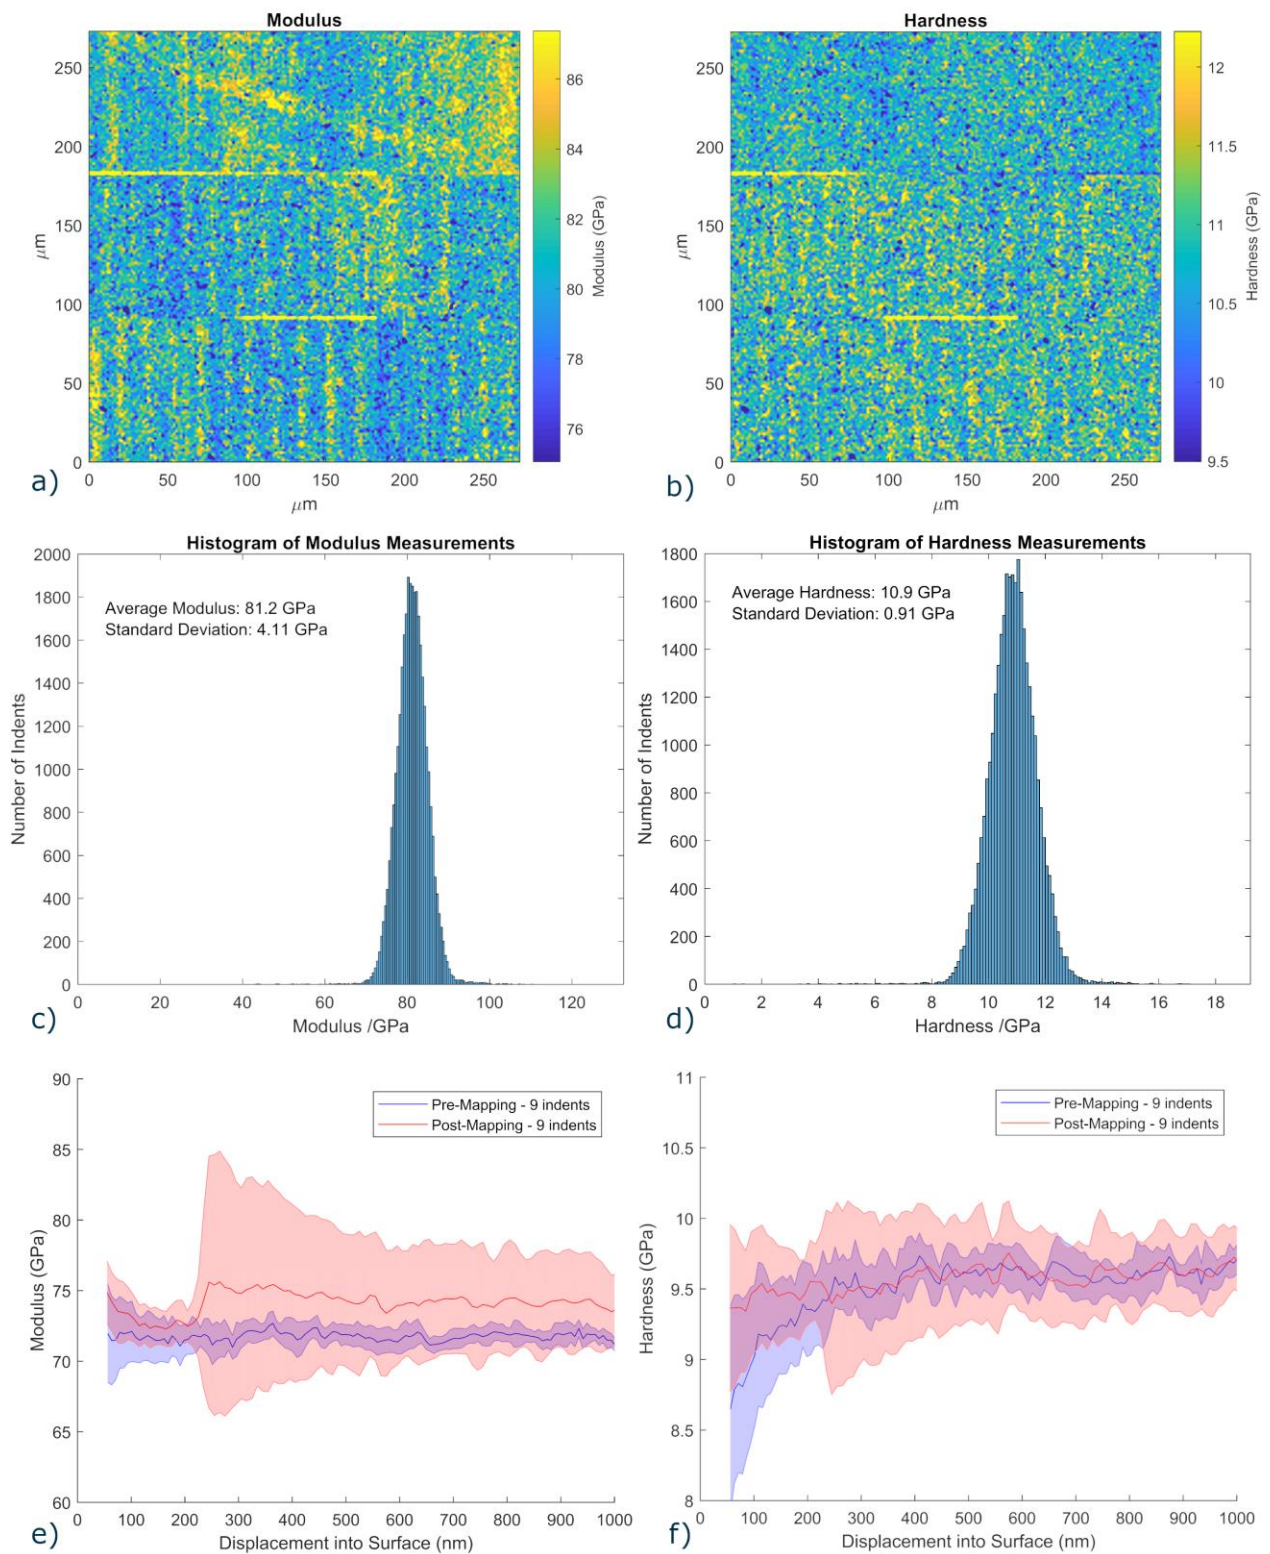 Modulus
250
200
150
100
50
0
0 50 100 150 200 250
μm
μm
86
84
82
80
78
76
Modulus (GPa)
a)
Hardness
250
200
150
100
50
0
0 50 100 150 200 250
μm
μm
12
11.5
11
10.5
10
9.5
Hardness (GPa)
b)
Histogram of Modulus Measurements
Average Modulus: 81.2 GPa
Standard Deviation: 4.11 GPa
2000
1800
1600
1400
1200
1000
800
600
400
200
0
Number of Indents
0 20 40 60 80 100 120
Modulus /GPa
c)
Histogram of Hardness Measurements
Average Hardness: 10.9 GPa
Standard Deviation: 0.91 GPa
1800
1600
1400
1200
1000
800
600
400
200
0
Number of Indents
0 2 4 6 8 10 12 14 16 18
Hardness /GPa
d)
90
85
80
75
70
65
60
Modulus (GPa)
Pre-Mapping - 9 indents
Post-Mapping - 9 indents
0 100 200 300 400 500 600 700 800 900 1000
Displacement into Surface (nm)
e)
11
10.5
10
9.5
9
8.5
8
Hardness (GPa)
Pre-Mapping - 9 indents
Post-Mapping - 9 indents
0 100 200 300 400 500 600 700 800 900 1000
Displacement into Surface (nm)
f)